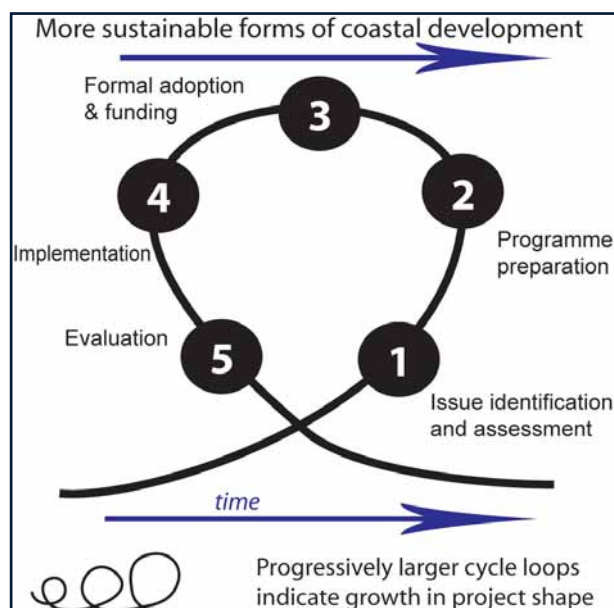 More sustainable forms of coastal development
Formal adoption
& funding
3
4
2
Implementation
Programme
preparation
Evaluation
5
1
Issue identification
and assessment
time
Progressively larger cycle loops
indicate growth in project shape